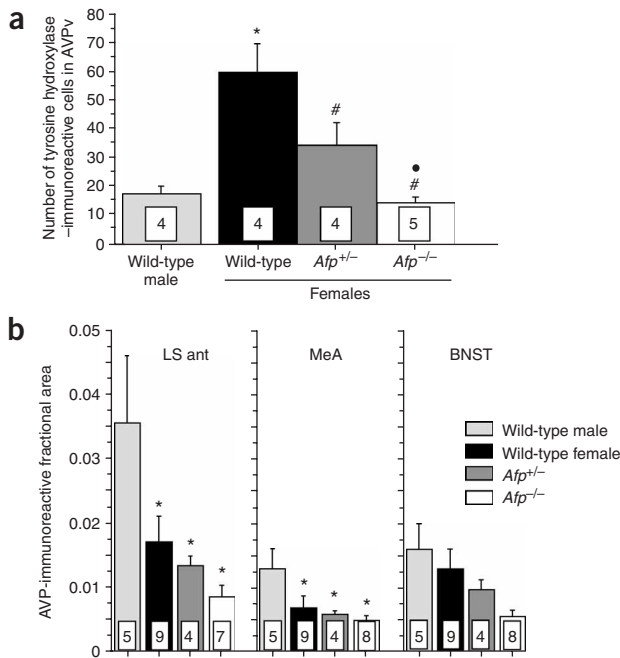 a
Number of tyrosine hydroxylase
–immunoreactive cells in AVPv
80
70
60
50
40
30
20
10
0
*
#
•
#
4
4
4
5
Wild-type
male
Wild-type
Afp+/–
Afp–/–
Females
b
AVP-immunoreactive fractional area
0.05
0.04
0.03
0.02
0.01
0
LS ant
MeA
BNST
Wild-type male
Wild-type female
Afp+/–
Afp–/–
* * *
* * *
5 9 4 7
5 9 4 8
5 9 4 8